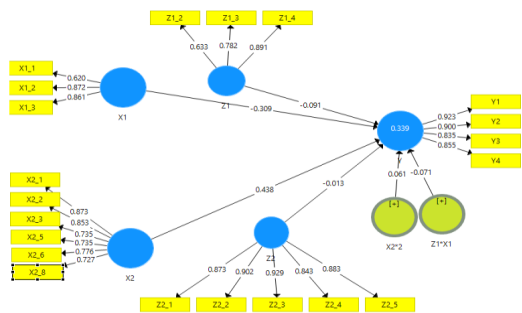 Z1_2 Z1_3 Z1_4
0.633 0.782 0.891
X1_1
X1_2
X1_3
0.620
0.872
0.861
X1
Z1
-0.309
-0.091
0.339
Y
0.923
0.900
0.835
0.855
Y1
Y2
Y3
Y4
0.061
-0.071
[+]
[+]
X2*2
Z1*X1
0.438
-0.013
X2_1
X2_2
X2_3
X2_5
X2_6
X2_8
0.873
0.853
0.735
0.735
0.776
0.727
X2
Z2
0.873 0.902 0.929 0.843 0.883
Z2_1 Z2_2 Z2_3 Z2_4 Z2_5